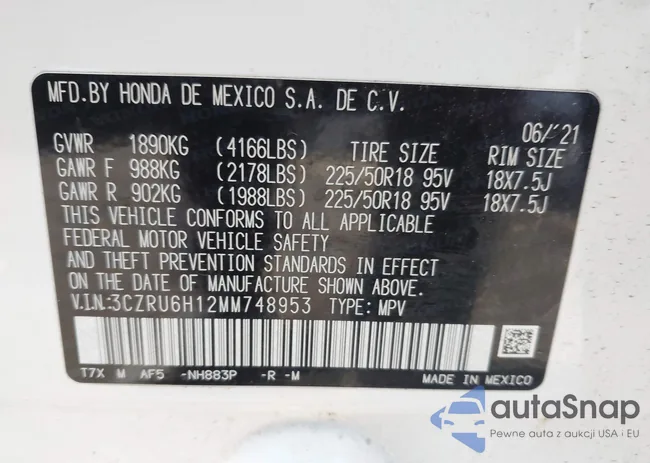 MFD.BY HONDA DE MEXICO S.A. DE C.V.
06/'21
GVWR 1890KG (4166LBS) TIRE SIZE RIM SIZE
GAWR F 988KG (2178LBS) 225/50R18 95V 18X7.5J
GAWR R 902KG (1988LBS) 225/50R18 95V 18X7.5J
THIS VEHICLE CONFORMS TO ALL APPLICABLE
FEDERAL MOTOR VEHICLE SAFETY
AND THEFT PREVENTION STANDARDS IN EFFECT
ON THE DATE OF MANUFACTURE SHOWN ABOVE.
V.I.N.:3CZRU6H12MM748953 TYPE: MPV
T7X M AF5 -NH883P -R -M MADE IN MEXICO
autaSnap
Pewne auta z aukcji USA i EU